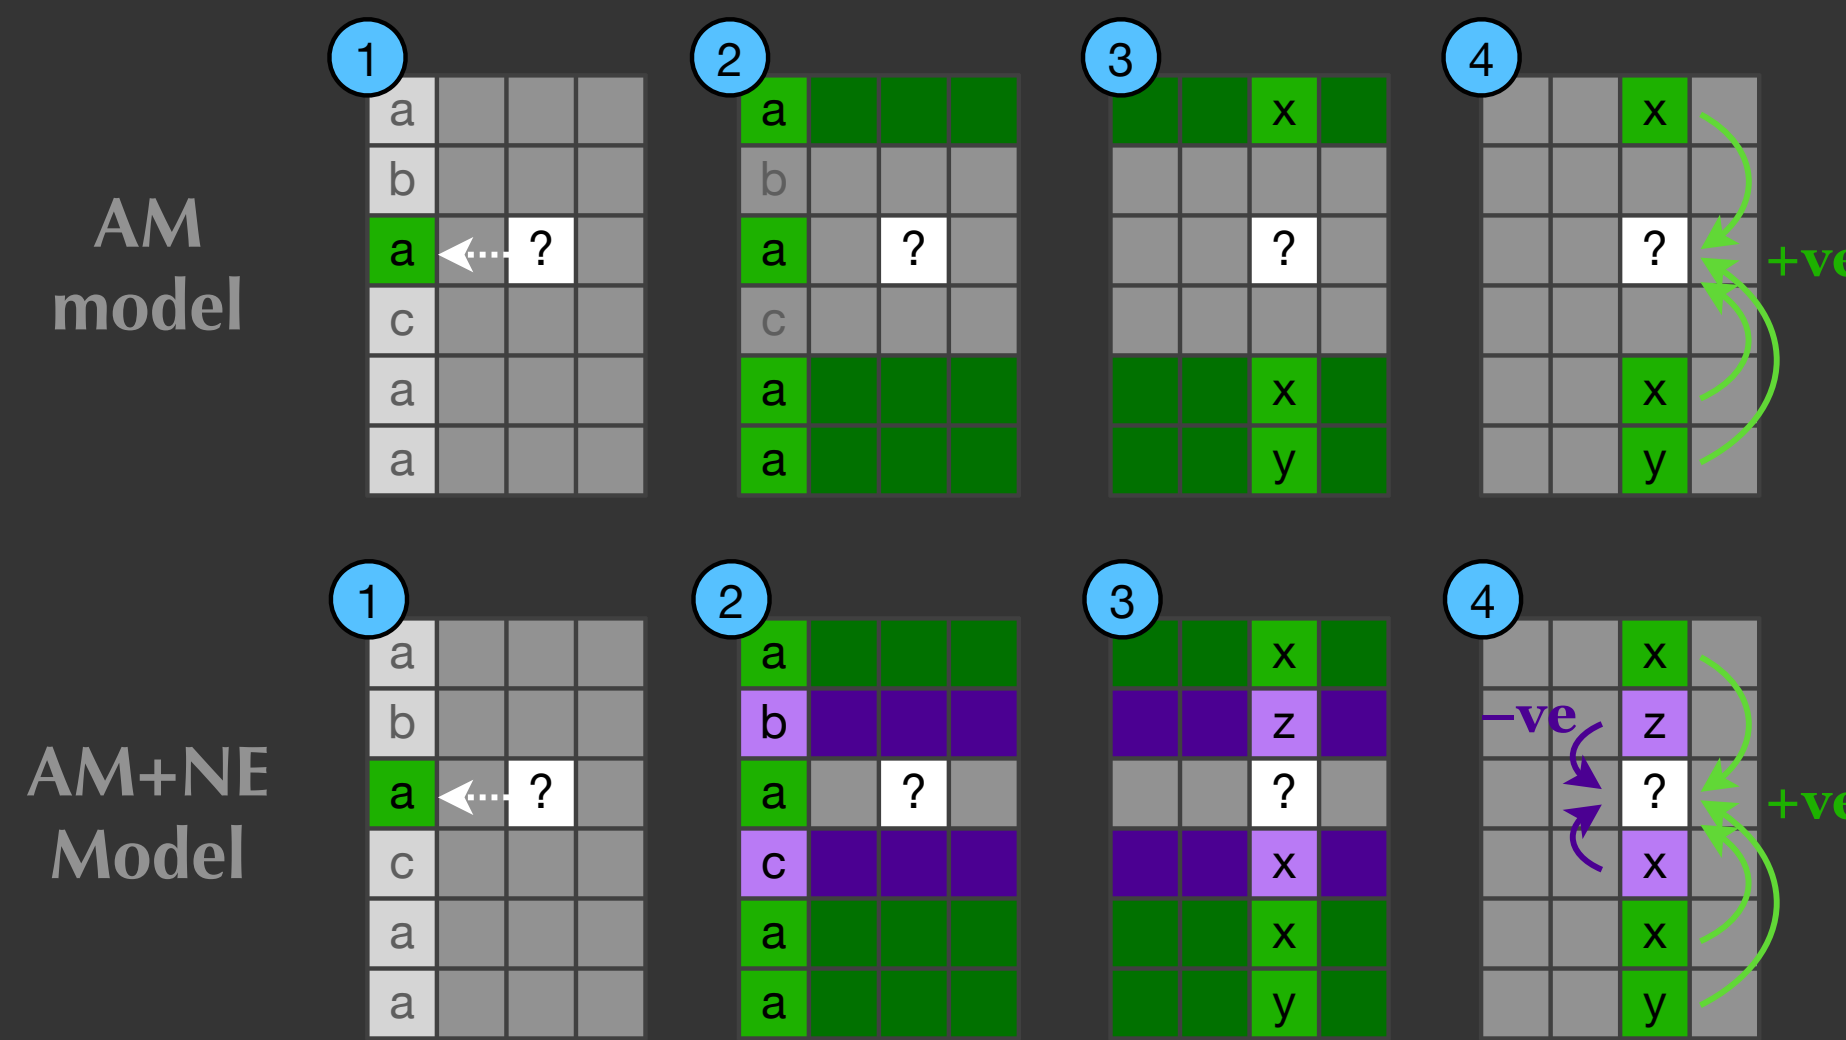 1 2 3 4
a a x x
b b
AM model
a ? a ? ? ? +ve
c c
a a x x
a a y y
1 2 3 4
a a x x
b b z −ve z
AM+NE Model
a ? a ? ? ? +ve
c c x x
a a x x
a a y y